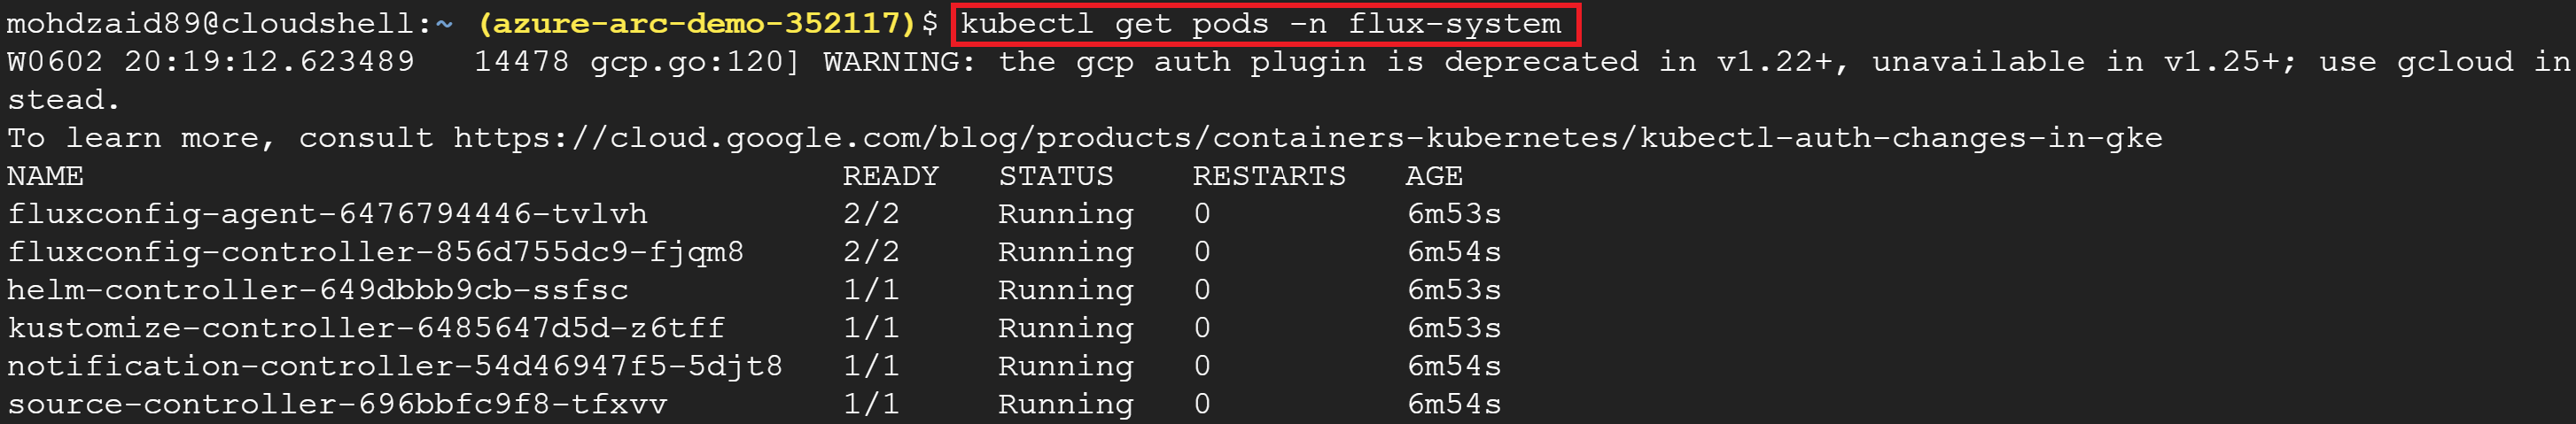 mohdzaid89@cloudshell:~ (azure-arc-demo-352117)$ kubectl get pods -n flux-system
W0602 20:19:12.623489   14478 gcp.go:120] WARNING: the gcp auth plugin is deprecated in v1.22+, unavailable in v1.25+; use gcloud in
stead.
To learn more, consult https://cloud.google.com/blog/products/containers-kubernetes/kubectl-auth-changes-in-gke
NAME                                       READY   STATUS    RESTARTS   AGE
fluxconfig-agent-6476794446-tvlvh          2/2     Running   0          6m53s
fluxconfig-controller-856d755dc9-fjqm8     2/2     Running   0          6m54s
helm-controller-649dbbb9cb-ssfsc           1/1     Running   0          6m53s
kustomize-controller-6485647d5d-z6tff      1/1     Running   0          6m53s
notification-controller-54d46947f5-5djt8   1/1     Running   0          6m54s
source-controller-696bbfc9f8-tfxvv         1/1     Running   0          6m54s